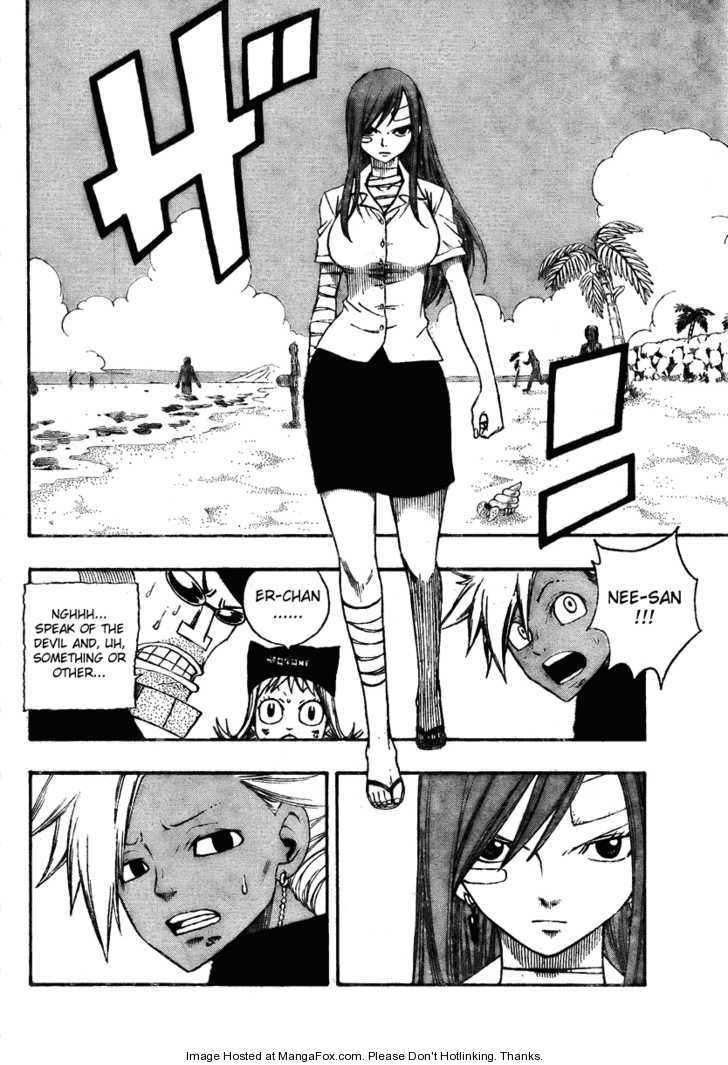 ザ
!!
NEE-SAN
!!!
ER-CHAN
......
NGHHH...
SPEAK OF THE
DEVIL AND, UH,
SOMETHING OR
OTHER...
Image Hosted at MangaFox.com. Please Don't Hotlinking. Thanks.